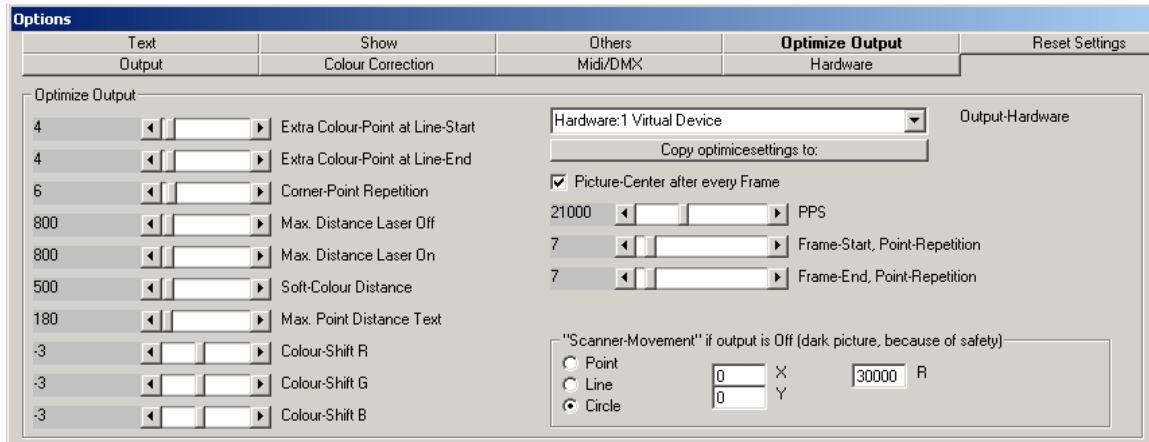 Options
Text Show Others Optimize Output Reset Settings
Output Colour Correction Midi/DMX Hardware
Optimize Output
4 Extra Colour-Point at Line-Start
4 Extra Colour-Point at Line-End
6 Corner-Point Repetition
800 Max. Distance Laser Off
800 Max. Distance Laser On
500 Soft-Colour Distance
180 Max. Point Distance Text
-3 Colour-Shift R
-3 Colour-Shift G
-3 Colour-Shift B
Hardware:1 Virtual Device Output-Hardware
Copy optimicesettings to:
Picture-Center after every Frame
21000 PPS
7 Frame-Start, Point-Repetition
7 Frame-End, Point-Repetition
"Scanner-Movement" if output is Off (dark picture, because of safety)
Point
Line
Circle
0 X 30000 R
0 Y